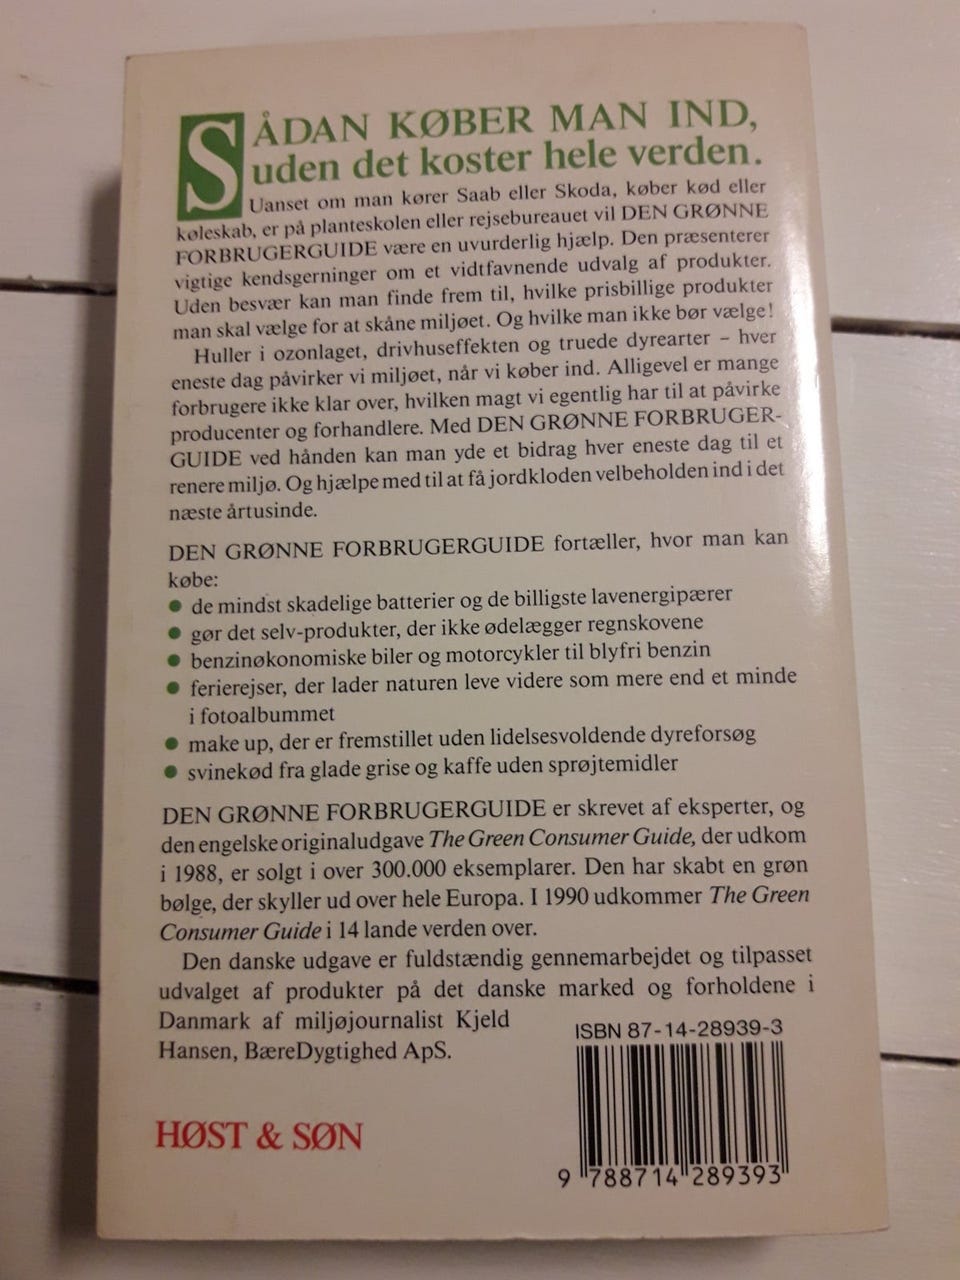 SÅDAN KØBER MAN IND,
uden det koster hele verden.
Uanset om man kører Saab eller Skoda, køber kød eller
køleskab, er på planteskolen eller rejsebureauet vil DEN GRØNNE
FORBRUGERGUIDE være en uvurderlig hjælp. Den præsenterer
vigtige kendsgerninger om et vidtfavnende udvalg af produkter.
Uden besvær kan man finde frem til, hvilke prisbillige produkter
man skal vælge for at skåne miljøet. Og hvilke man ikke bør vælge!
Huller i ozonlaget, drivhuseffekten og truede dyrearter – hver
eneste dag påvirker vi miljøet, når vi køber ind. Alligevel er mange
forbrugere ikke klar over, hvilken magt vi egentlig har til at påvirke
producenter og forhandlere. Med DEN GRØNNE FORBRUGER-
GUIDE ved hånden kan man yde et bidrag hver eneste dag til et
renere miljø. Og hjælpe med til at få jordkloden velbeholden ind i det
næste årtusinde.
DEN GRØNNE FORBRUGERGUIDE fortæller, hvor man kan
købe:
● de mindst skadelige batterier og de billigste lavenergipærer
● gør det selv-produkter, der ikke ødelægger regnskovene
● benzinøkonomiske biler og motorcykler til blyfri benzin
● ferierejser, der lader naturen leve videre som mere end et minde
i fotoalbummet
● make up, der er fremstillet uden lidelsesvoldende dyreforsøg
● svinekød fra glade grise og kaffe uden sprøjtemidler
DEN GRØNNE FORBRUGERGUIDE er skrevet af eksperter, og
den engelske originaludgave The Green Consumer Guide, der udkom
i 1988, er solgt i over 300.000 eksemplarer. Den har skabt en grøn
bølge, der skyller ud over hele Europa. I 1990 udkommer The Green
Consumer Guide i 14 lande verden over.
Den danske udgave er fuldstændig gennemarbejdet og tilpasset
udvalget af produkter på det danske marked og forholdene i
Danmark af miljøjournalist Kjeld
Hansen, BæreDygtighed ApS.
ISBN 87-14-28939-3
HØST & SØN
9 788714 289393